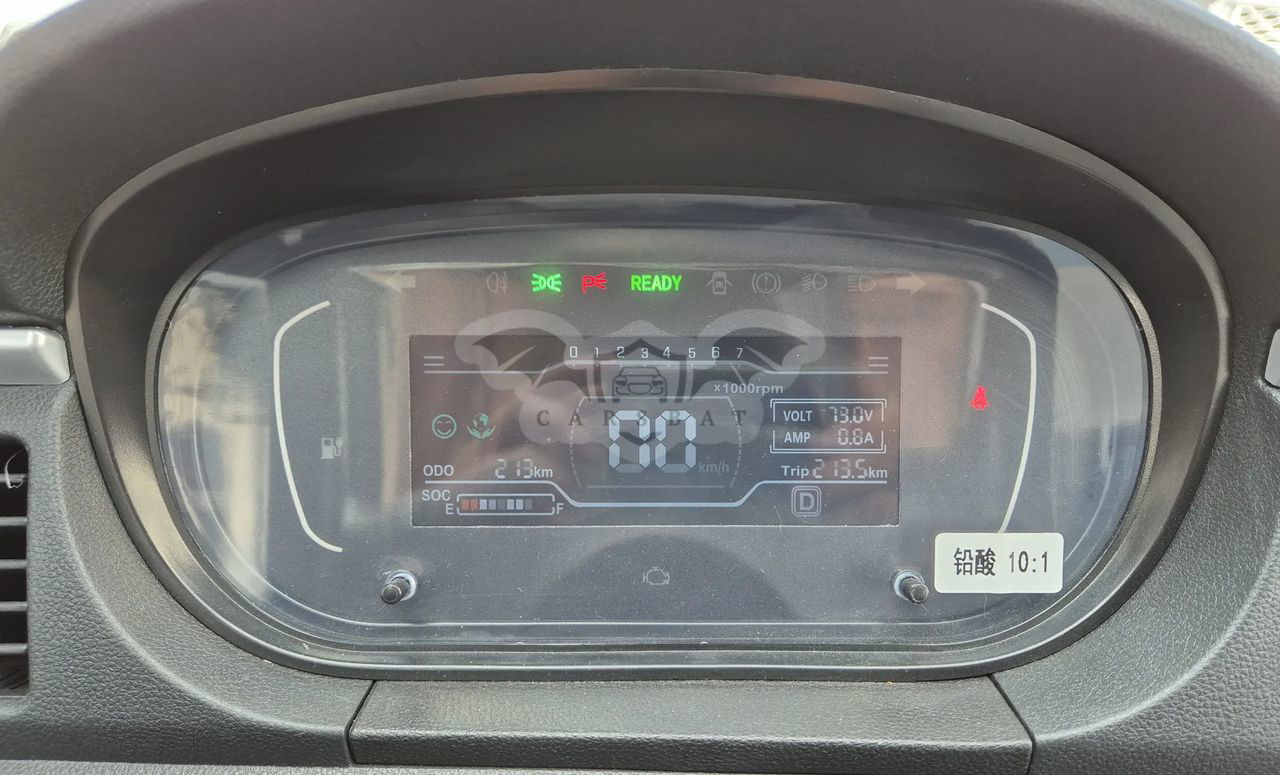 READY
0 1 2 3 4 5 6 7
x1000rpm
CARSBAT
00 km/h
VOLT 73.0V
AMP 0.8A
ODO 213km
Trip 213.5km
SOC
E F
D
铅酸 10:1